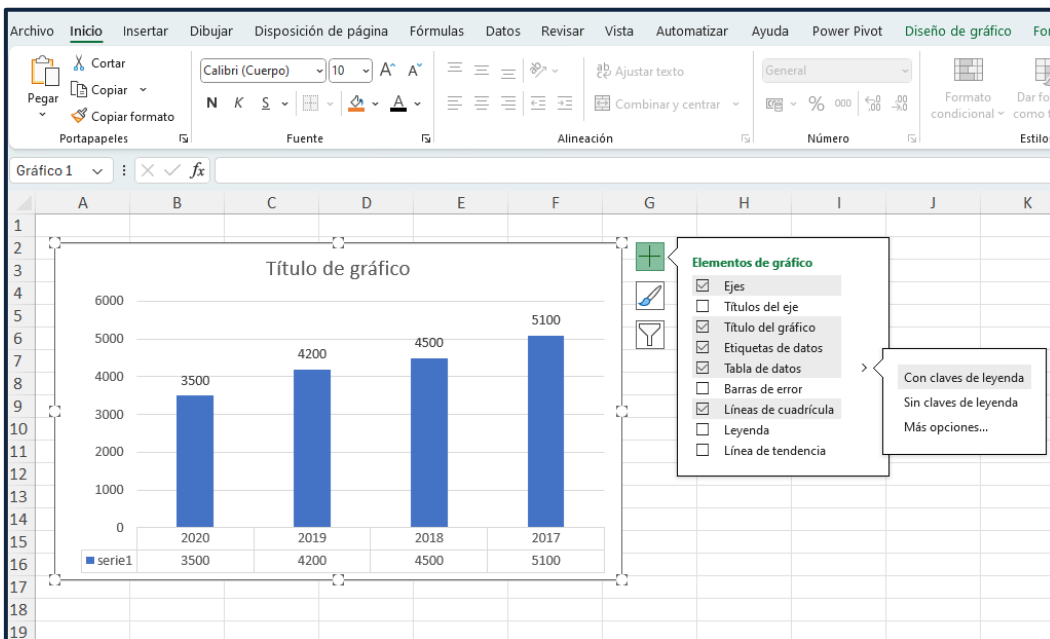 Archivo Inicio Insertar Dibujar Disposición de página Fórmulas Datos Revisar Vista Automatizar Ayuda Power Pivot Diseño de gráfico For
Pegar
Cortar
Copiar
Copiar formato
Portapapeles
Calibri (Cuerpo) 10 A A
N K S A
Fuente
ab Ajustar texto
Combinar y centrar
Alineación
General
% 000
Número
Formato condicional
Dar fo
como t
Estilo
Gráfico 1 fx
A B C D E F G H I J K
1
2
3
4
5
6
7
8
9
10
11
12
13
14
15
16
17
18
19
Título de gráfico
6000
5000
4000
3000
2000
1000
0
3500
4200
4500
5100
2020 2019 2018 2017
serie1 3500 4200 4500 5100
Elementos de gráfico
Ejes
Títulos del eje
Título del gráfico
Etiquetas de datos
Tabla de datos
Barras de error
Líneas de cuadrícula
Leyenda
Línea de tendencia
Con claves de leyenda
Sin claves de leyenda
Más opciones...